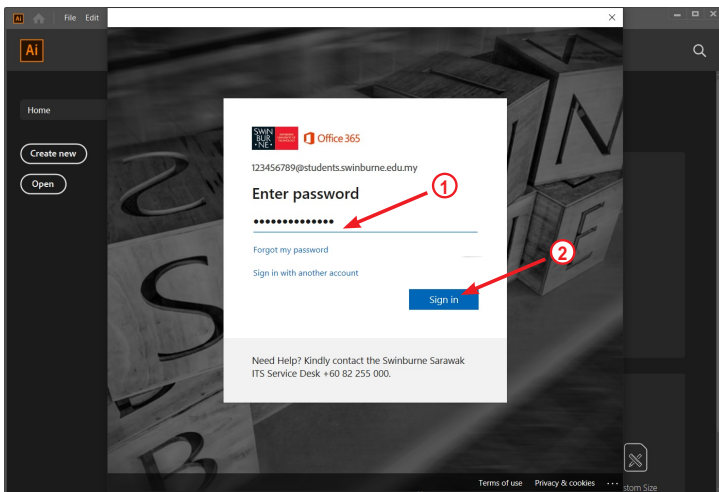 Ai File Edit
Ai
Home
Create new
Open
SWIN
BUR
•NE•
Office 365
123456789@students.swinburne.edu.my
Enter password
1
Forgot my password
2
Sign in with another account
Sign in
Need Help? Kindly contact the Swinburne Sarawak
ITS Service Desk +60 82 255 000.
Terms of use Privacy & cookies ...
stom Size